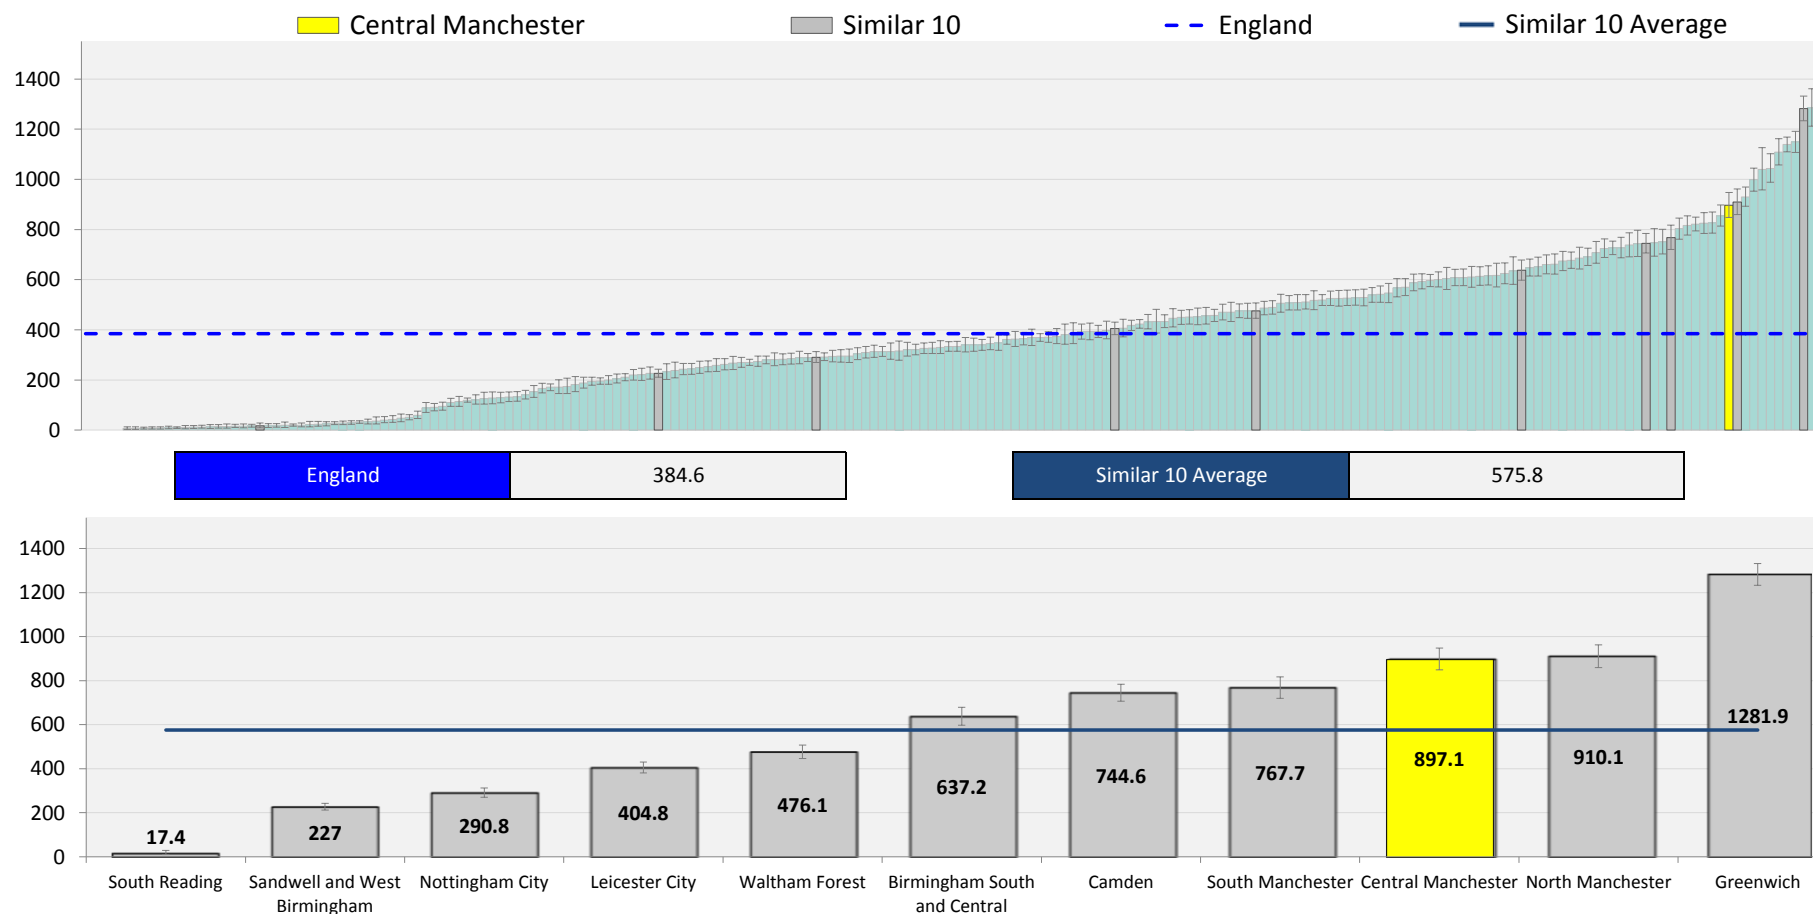 Central Manchester
Similar 10
England
Similar 10 Average
1400
1200
1000
800
600
400
200
0
England
384.6
Similar 10 Average
575.8
1400
1200
1000
800
600
400
200
0
17.4
227
290.8
404.8
476.1
637.2
744.6
767.7
897.1
910.1
1281.9
South Reading
Sandwell and West
Birmingham
Nottingham City
Leicester City
Waltham Forest
Birmingham South
and Central
Camden
South Manchester
Central Manchester
North Manchester
Greenwich